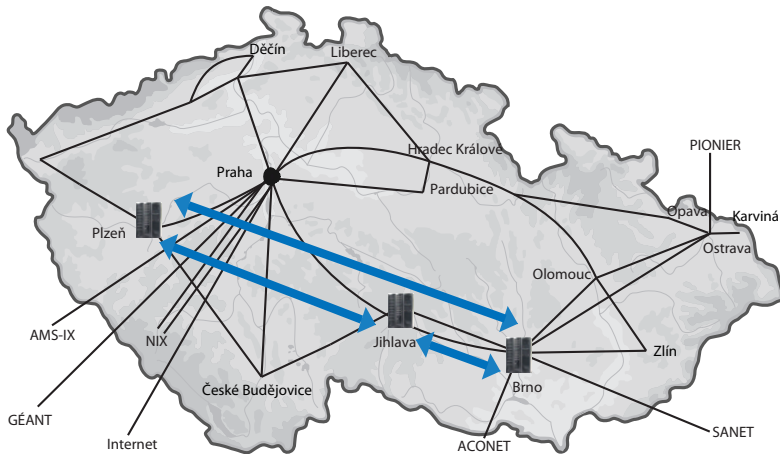 Děčín
Liberec
Hradec Králové
PIONIER
Praha
Pardubice
Opava
Karviná
Plzeň
Ostrava
Olomouc
AMS-IX
NIX
Jihlava
Zlín
České Budějovice
Brno
GÉANT
SANET
Internet
ACONET